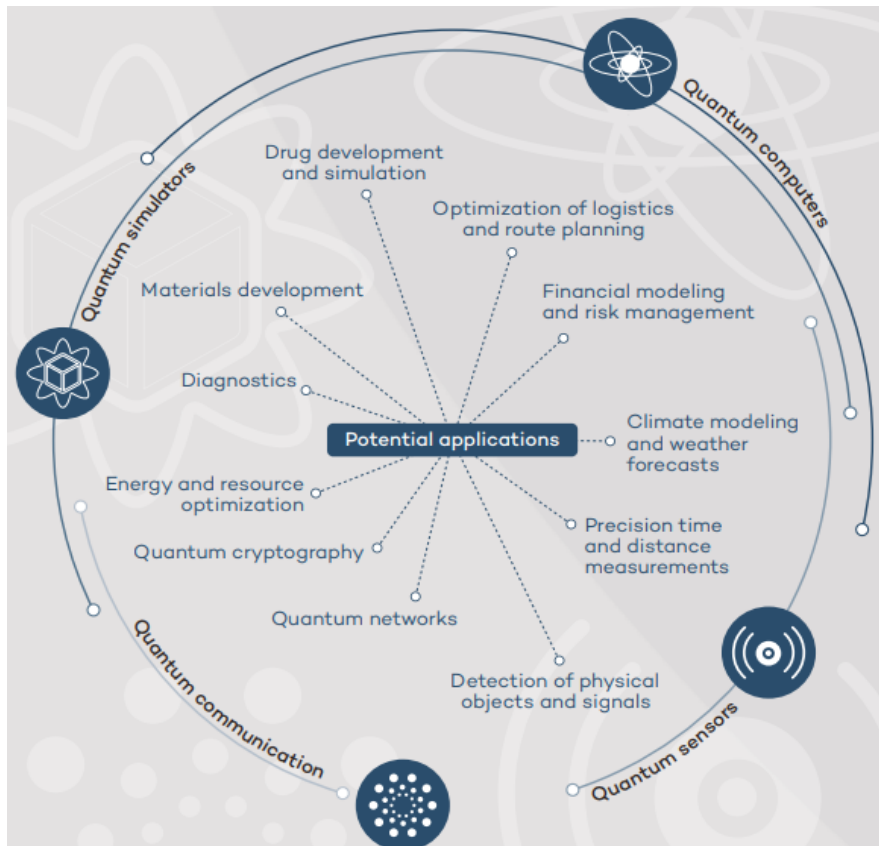 Quantum computers
Quantum simulators
Drug development
and simulation
Optimization of logistics
and route planning
Materials development
Financial modeling
and risk management
Diagnostics
Potential applications
Climate modeling
and weather
forecasts
Energy and resource
optimization
Precision time
and distance
measurements
Quantum cryptography
Quantum networks
Detection of physical
objects and signals
Quantum communication
Quantum sensors